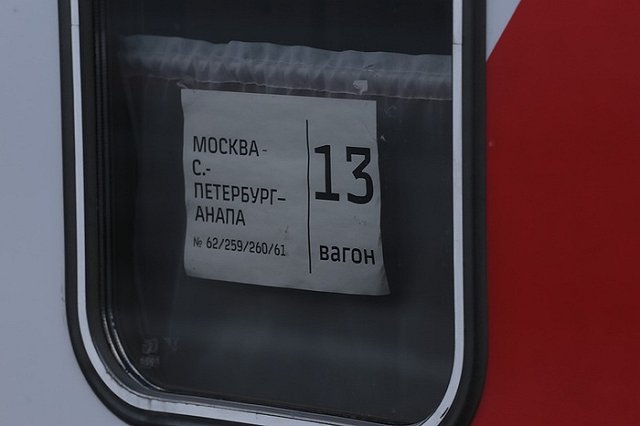 МОСКВА-
С.-
ПЕТЕРБУРГ–
АНАПА
№ 62/259/260/61
13
вагон